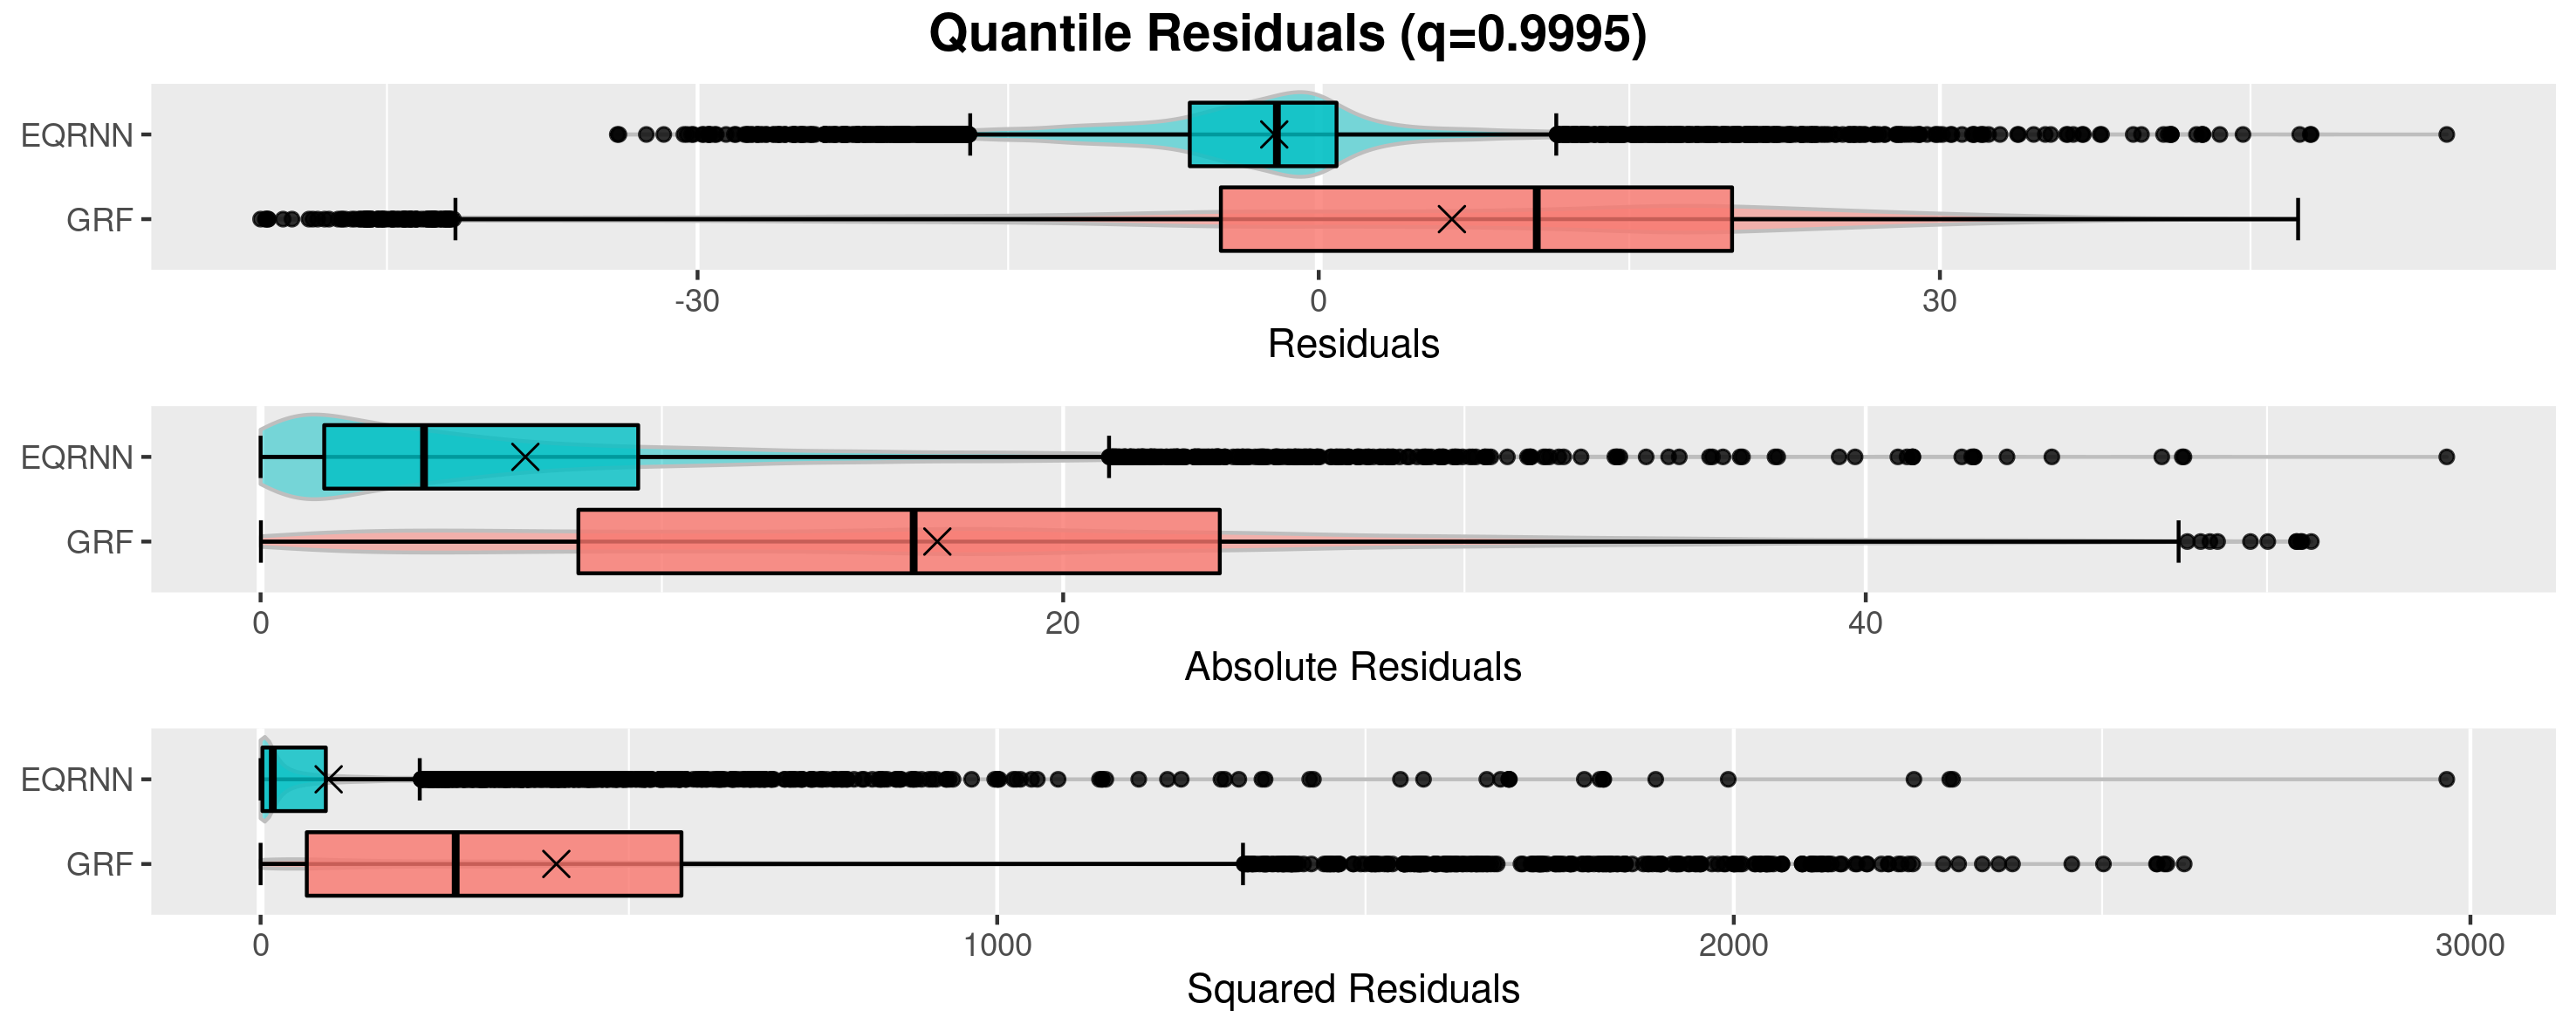 Quantile Residuals (q=0.9995)
EQRNN
GRF
-30 0 30
Residuals
EQRNN
GRF
0 20 40
Absolute Residuals
EQRNN
GRF
0 1000 2000 3000
Squared Residuals